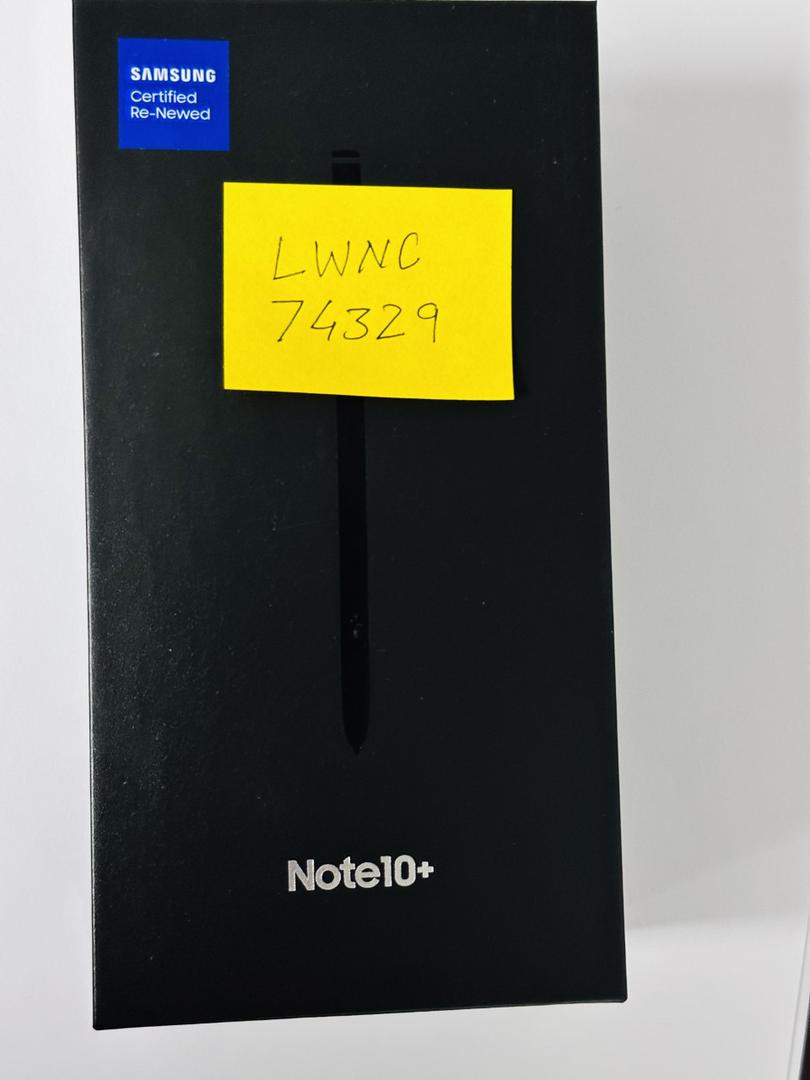 SAMSUNG
Certified
Re-Newed
LWNC
74329
Note10+